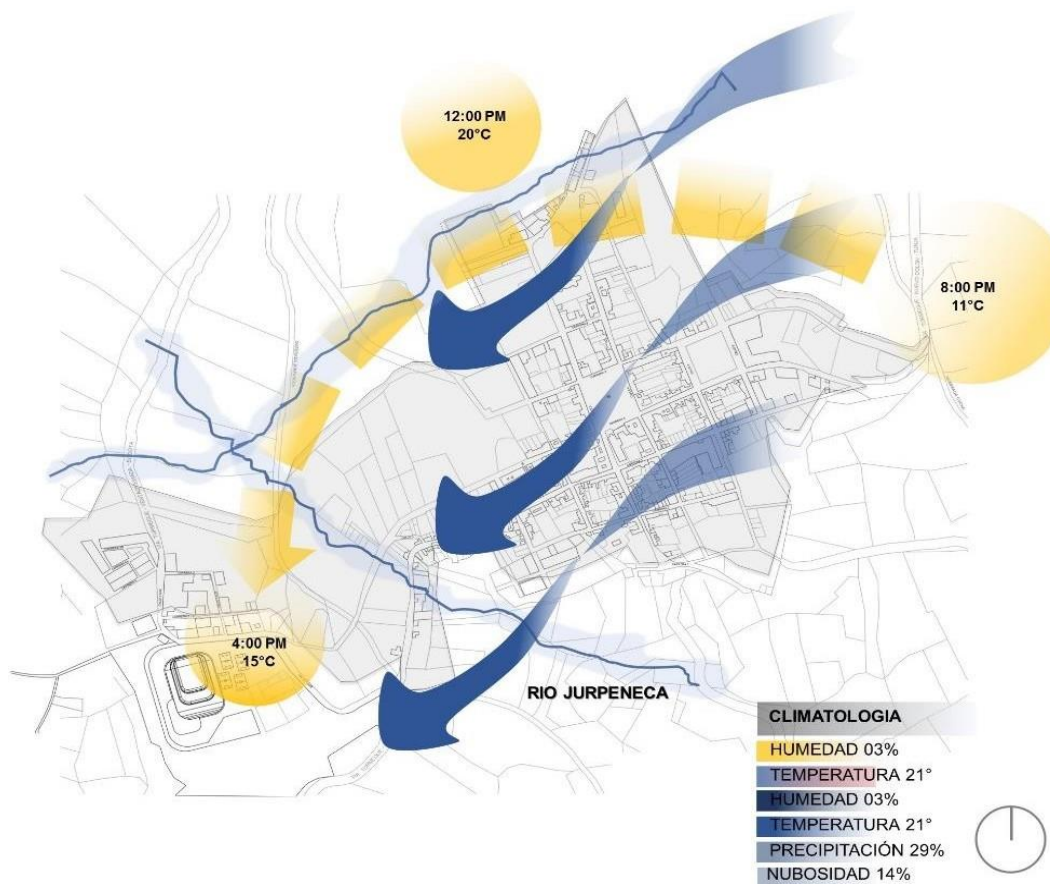 12:00 PM
20°C
8:00 PM
11°C
4:00 PM
15°C
RIO JURPENECA
CLIMATOLOGIA
HUMEDAD 03%
TEMPERATURA 21°
HUMEDAD 03%
TEMPERATURA 21°
PRECIPITACIÓN 29%
NUBOSIDAD 14%